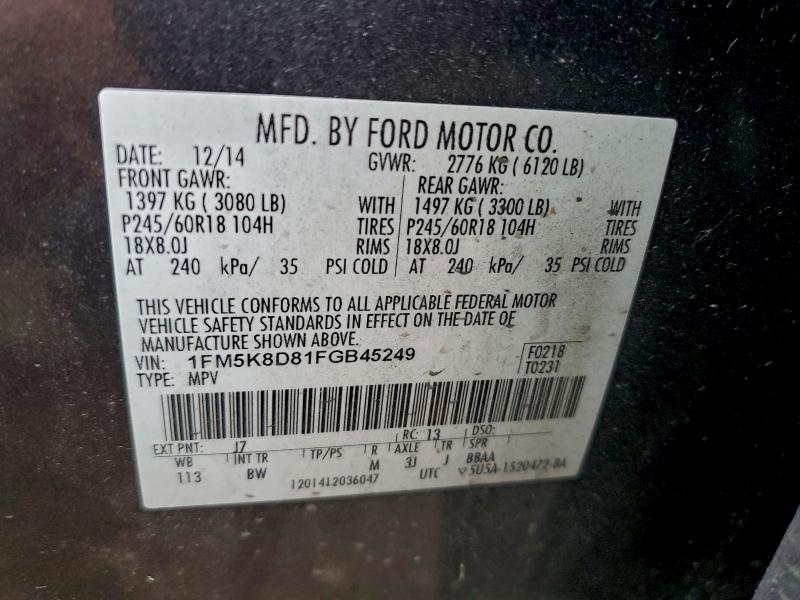 MFD. BY FORD MOTOR CO.
DATE: 12/14 GVWR: 2776 KG ( 6120 LB)
FRONT GAWR: REAR GAWR:
1397 KG ( 3080 LB) WITH 1497 KG ( 3300 LB) WITH
P245/60R18 104H TIRES P245/60R18 104H TIRES
18X8.0J RIMS 18X8.0J RIMS
AT 240 kPa/ 35 PSI COLD AT 240 kPa/ 35 PSI COLD
THIS VEHICLE CONFORMS TO ALL APPLICABLE FEDERAL MOTOR
VEHICLE SAFETY STANDARDS IN EFFECT ON THE DATE OF
MANUFACTURE SHOWN ABOVE.
VIN: 1FM5K8D81FGB45249 F0218
TYPE: MPV T0231
EXT PNT: J7 RC: 13 DSO:
WB INT TR TP/PS R AXLE TR SPR
113 BW M 3J J BBAA
1201412036047 UTC 5U5A-1520472-BA